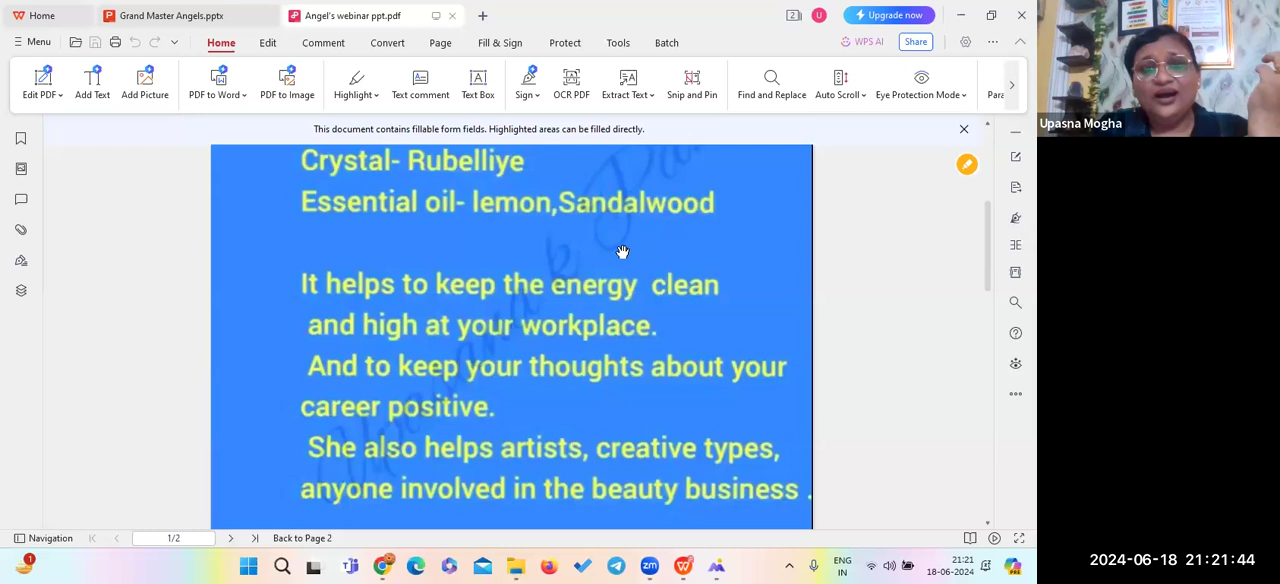 Home
Grand Master Angels.pptx
Angel's webinar ppt.pdf
2
U
Upgrade now
Menu
Home
Edit
Comment
Convert
Page
Fill & Sign
Protect
Tools
Batch
WPS AI
Share
Edit PDF
Add Text
Add Picture
PDF to Word
PDF to Image
Highlight
Text comment
Text Box
Sign
OCR PDF
Extract Text
Snip and Pin
Find and Replace
Auto Scroll
Eye Protection Mode
Para
This document contains fillable form fields. Highlighted areas can be filled directly.
Upasna Mogha
Crystal- Rubelliye
Essential oil- lemon,Sandalwood
It helps to keep the energy clean
and high at your workplace.
And to keep your thoughts about your
career positive.
She also helps artists, creative types,
anyone involved in the beauty business .
Navigation
1/2
Back to Page 2
1
zm
ENG
IN
21:21
18-06-2024
2024-06-18 21:21:44